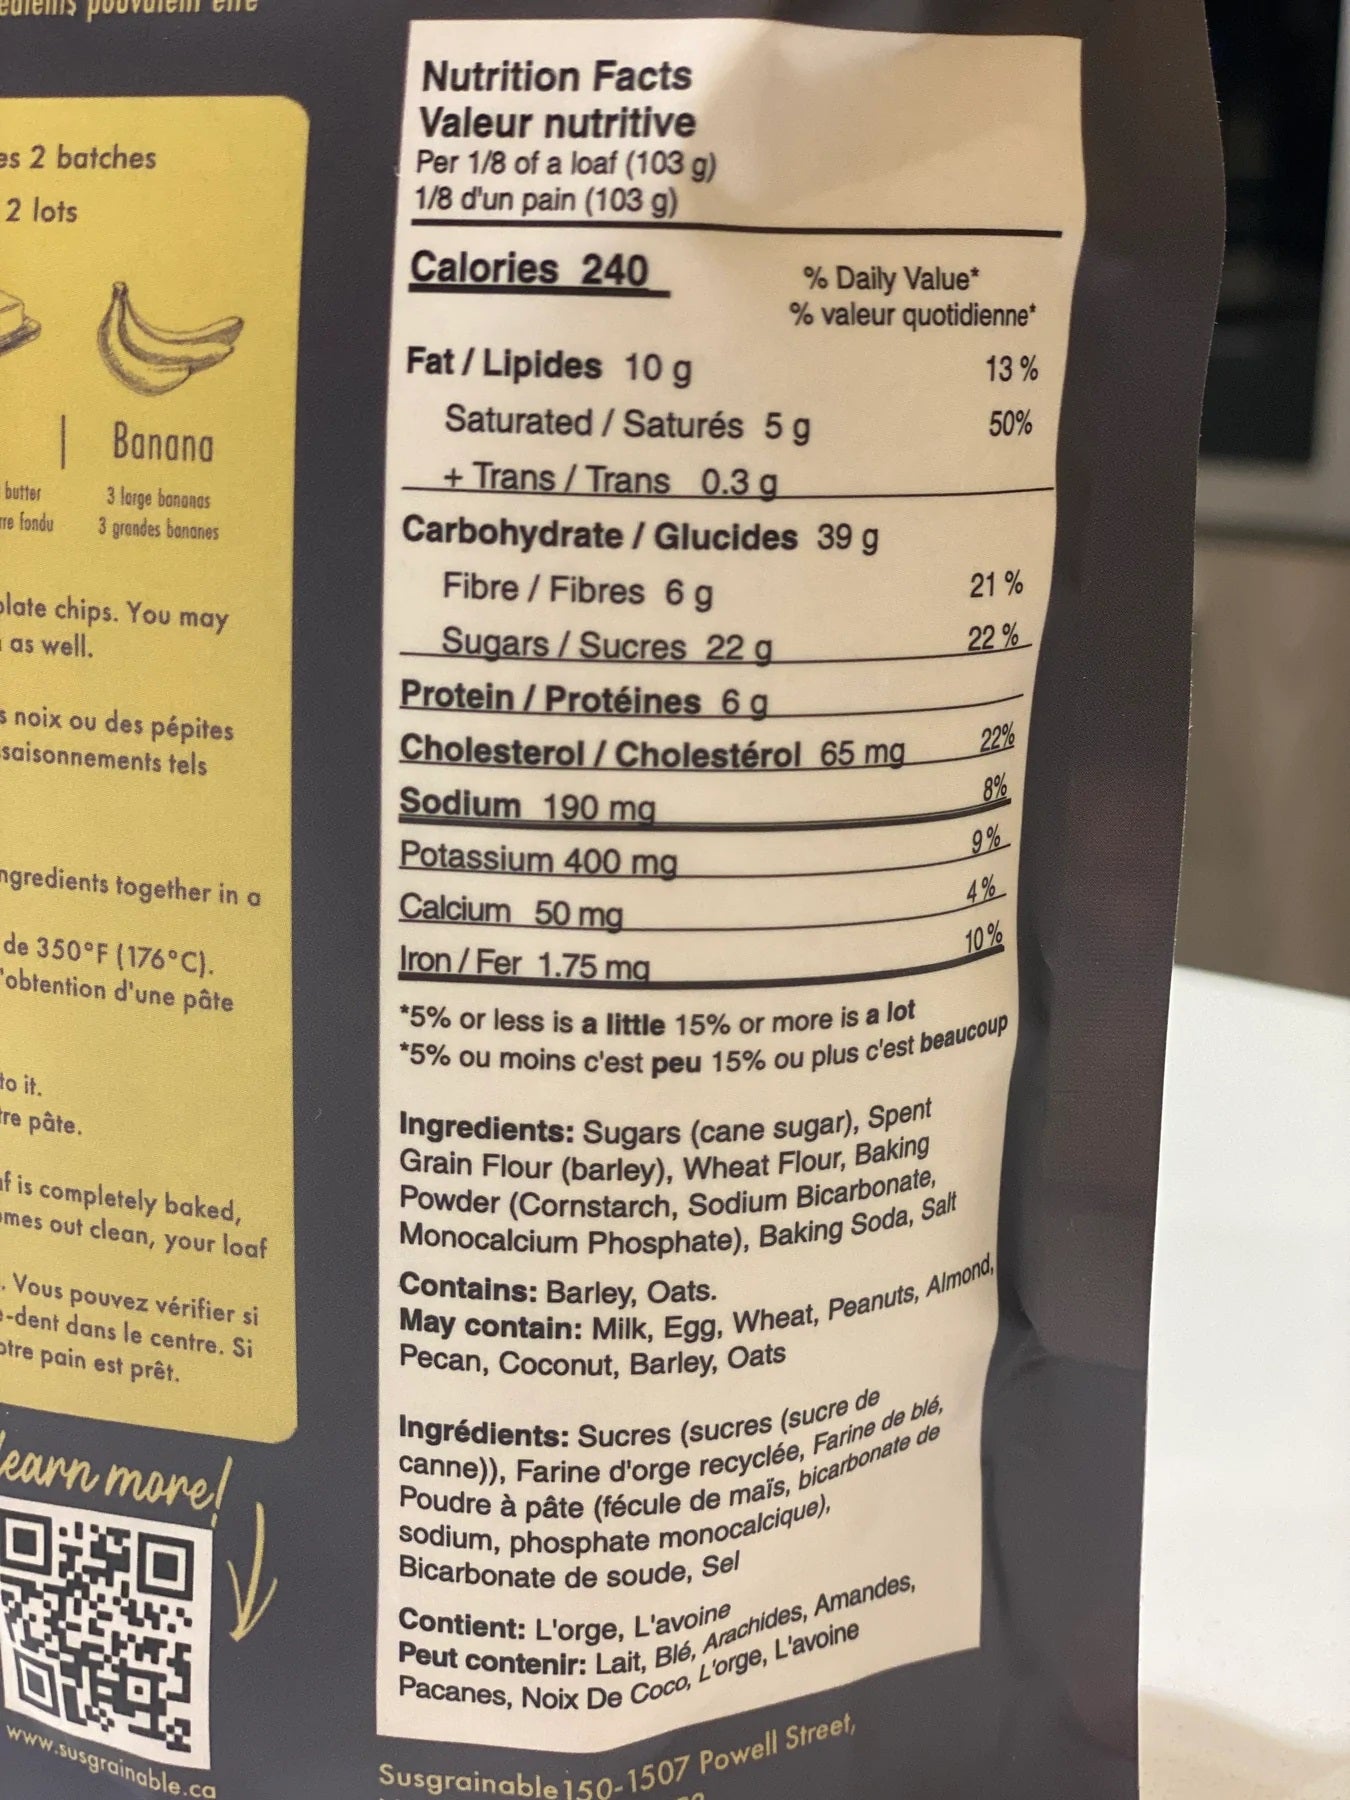 es 2 batches
2 lots
Banana
butter
3 large bananas
fondu
3 grandes bananes
chips. You may
as well.
noix ou des pépites
tels
ingredients together in a
de 350°F (176°C).
'obtention d'une pâte
to it.
pâte.
is completely baked,
out clean, your loaf
. Vous pouvez vérifier si
-dent dans le centre. Si
pain est prêt.
learn more!
www.susgrainable.ca
Nutrition Facts
Valeur nutritive
Per 1/8 of a loaf (103 g)
1/8 d'un pain (103 g)
Calories 240
% Daily Value*
% valeur quotidienne*
Fat / Lipides 10 g 13 %
Saturated / Saturés 5 g 50%
+ Trans / Trans 0.3 g
Carbohydrate / Glucides 39 g
Fibre / Fibres 6 g 21 %
Sugars / Sucres 22 g 22 %
Protein / Protéines 6 g
Cholesterol / Cholestérol 65 mg 22%
Sodium 190 mg 8%
Potassium 400 mg 9%
Calcium 50 mg 4%
Iron / Fer 1.75 mg 10%
*5% or less is a little 15% or more is a lot
*5% ou moins c'est peu 15% ou plus c'est beaucoup
Ingredients: Sugars (cane sugar), Spent
Grain Flour (barley), Wheat Flour, Baking
Powder (Cornstarch, Sodium Bicarbonate,
Monocalcium Phosphate), Baking Soda, Salt
Contains: Barley, Oats.
May contain: Milk, Egg, Wheat, Peanuts, Almond,
Pecan, Coconut, Barley, Oats
Ingrédients: Sucres (sucres (sucre de
canne)), Farine d'orge recyclée, Farine de blé,
Poudre à pâte (fécule de maïs, bicarbonate de
sodium, phosphate monocalcique),
Bicarbonate de soude, Sel
Contient: L'orge, L'avoine
Peut contenir: Lait, Blé, Arachides, Amandes,
Pacanes, Noix De Coco, L'orge, L'avoine
Susgrainable 150-1507 Powell Street,